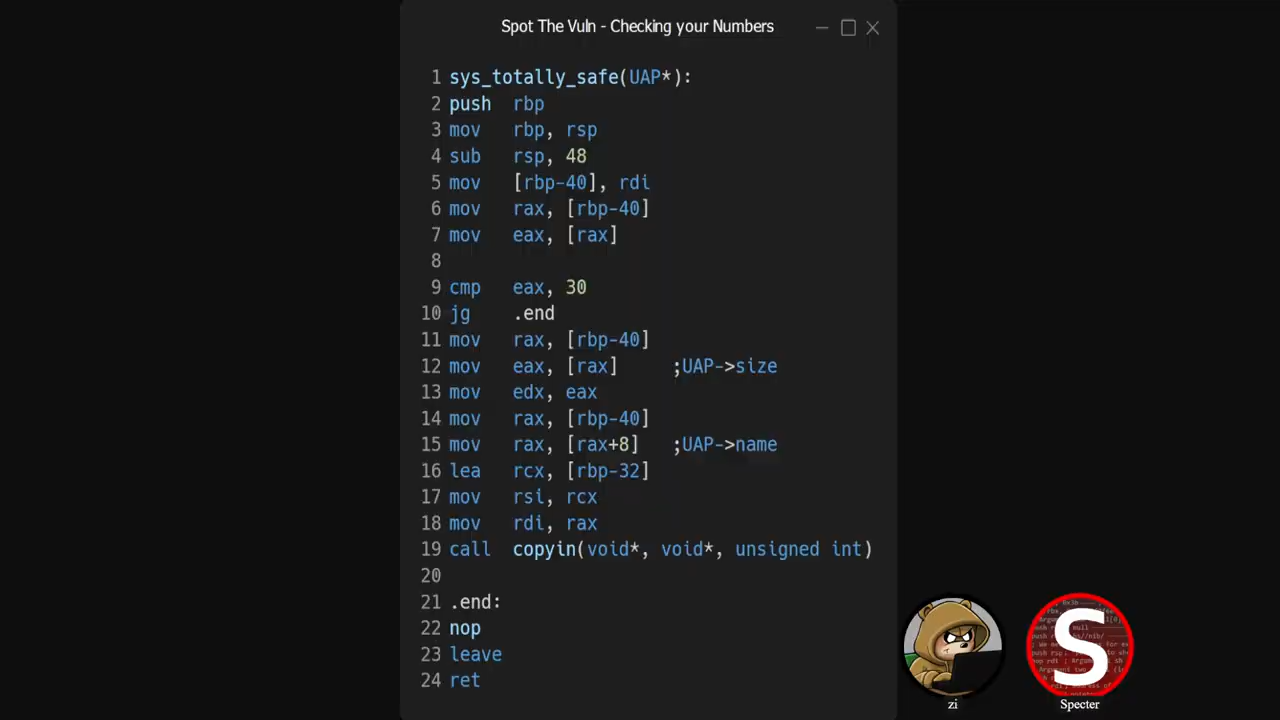 Spot The Vuln - Checking your Numbers
1 sys_totally_safe(UAP*):
2 push rbp
3 mov rbp, rsp
4 sub rsp, 48
5 mov [rbp-40], rdi
6 mov rax, [rbp-40]
7 mov eax, [rax]
8
9 cmp eax, 30
10 jg .end
11 mov rax, [rbp-40]
12 mov eax, [rax] ;UAP->size
13 mov edx, eax
14 mov rax, [rbp-40]
15 mov rax, [rax+8] ;UAP->name
16 lea rcx, [rbp-32]
17 mov rsi, rcx
18 mov rdi, rax
19 call copyin(void*, void*, unsigned int)
20
21 .end:
22 nop
23 leave
24 ret
S
zi
Specter